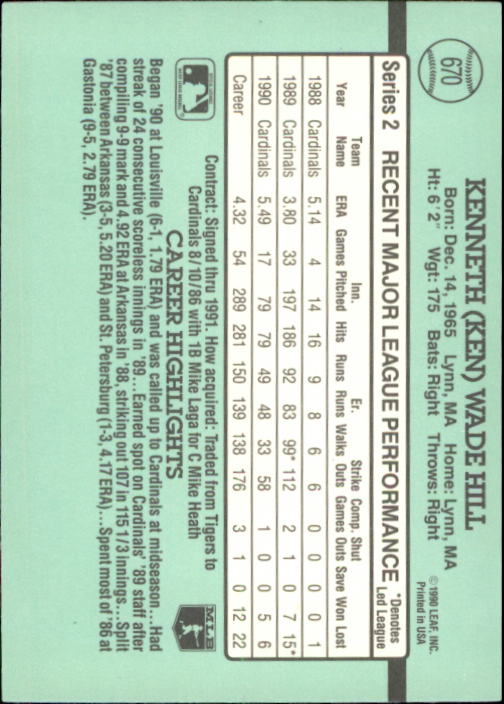 670
KENNETH (KEN) WADE HILL
Born: Dec. 14, 1965 Lynn, MA Home: Lynn, MA
Ht: 6'2" Wgt: 175 Bats: Right Throws: Right
©1990 LEAF, INC.
Printed in USA
Series 2 RECENT MAJOR LEAGUE PERFORMANCE *Denotes Led League
Team Inn. Er. Strike Comp. Shut
Year Name ERA Games Pitched Hits Runs Runs Walks Outs Games Outs Save Won Lost
1988 Cardinals 5.14 4 14 16 9 8 6 6 0 0 0 0 1
1989 Cardinals 3.80 33 197 186 92 83 99* 112 2 1 0 7 15*
1990 Cardinals 5.49 17 79 79 49 48 33 58 1 0 0 5 6
Career 4.32 54 289 281 150 139 138 176 3 1 0 12 22
Contract: Signed thru 1991. How acquired: Traded from Tigers to
Cardinals 8/10/86 with 1B Mike Laga for C Mike Heath
MLB
CAREER HIGHLIGHTS
Began '90 at Louisville (6-1, 1.79 ERA) and was called up to Cardinals at midseason...Had
streak of 24 consecutive scoreless innings in '89...Earned spot on Cardinals' '89 staff after
compiling 9-9 mark and 4.92 ERA at Arkansas in '88, striking out 107 in 115 1/3 innings...Split
'87 between Arkansas (3-5, 5.20 ERA) and St. Petersburg (1-3, 4.17 ERA)...Spent most of '86 at
Gastonia (9-5, 2.79 ERA).